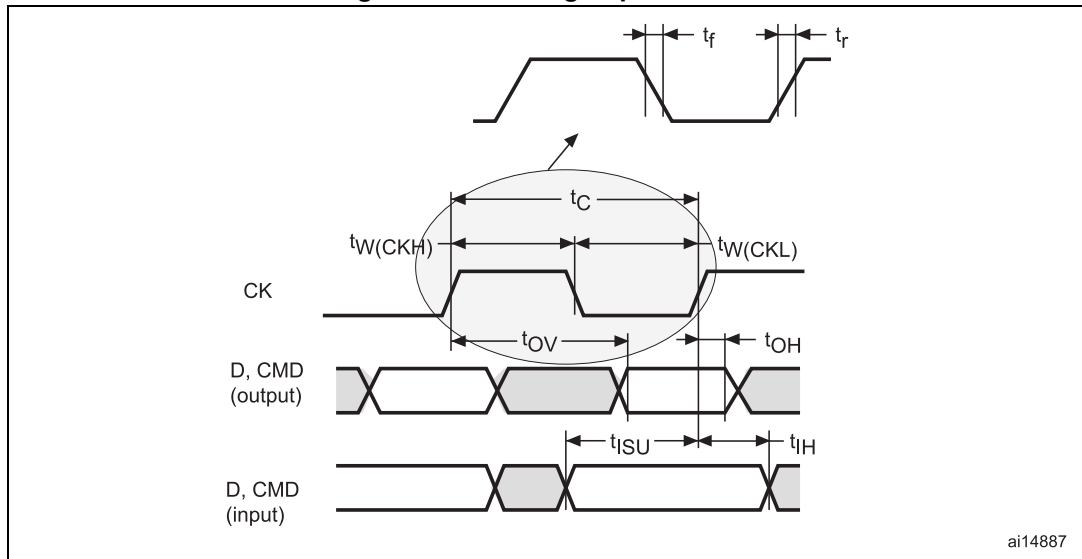 tf
tr
tC
tW(CKH)
tW(CKL)
CK
tOV
tOH
D, CMD
(output)
tISU
tIH
D, CMD
(input)
ai14887